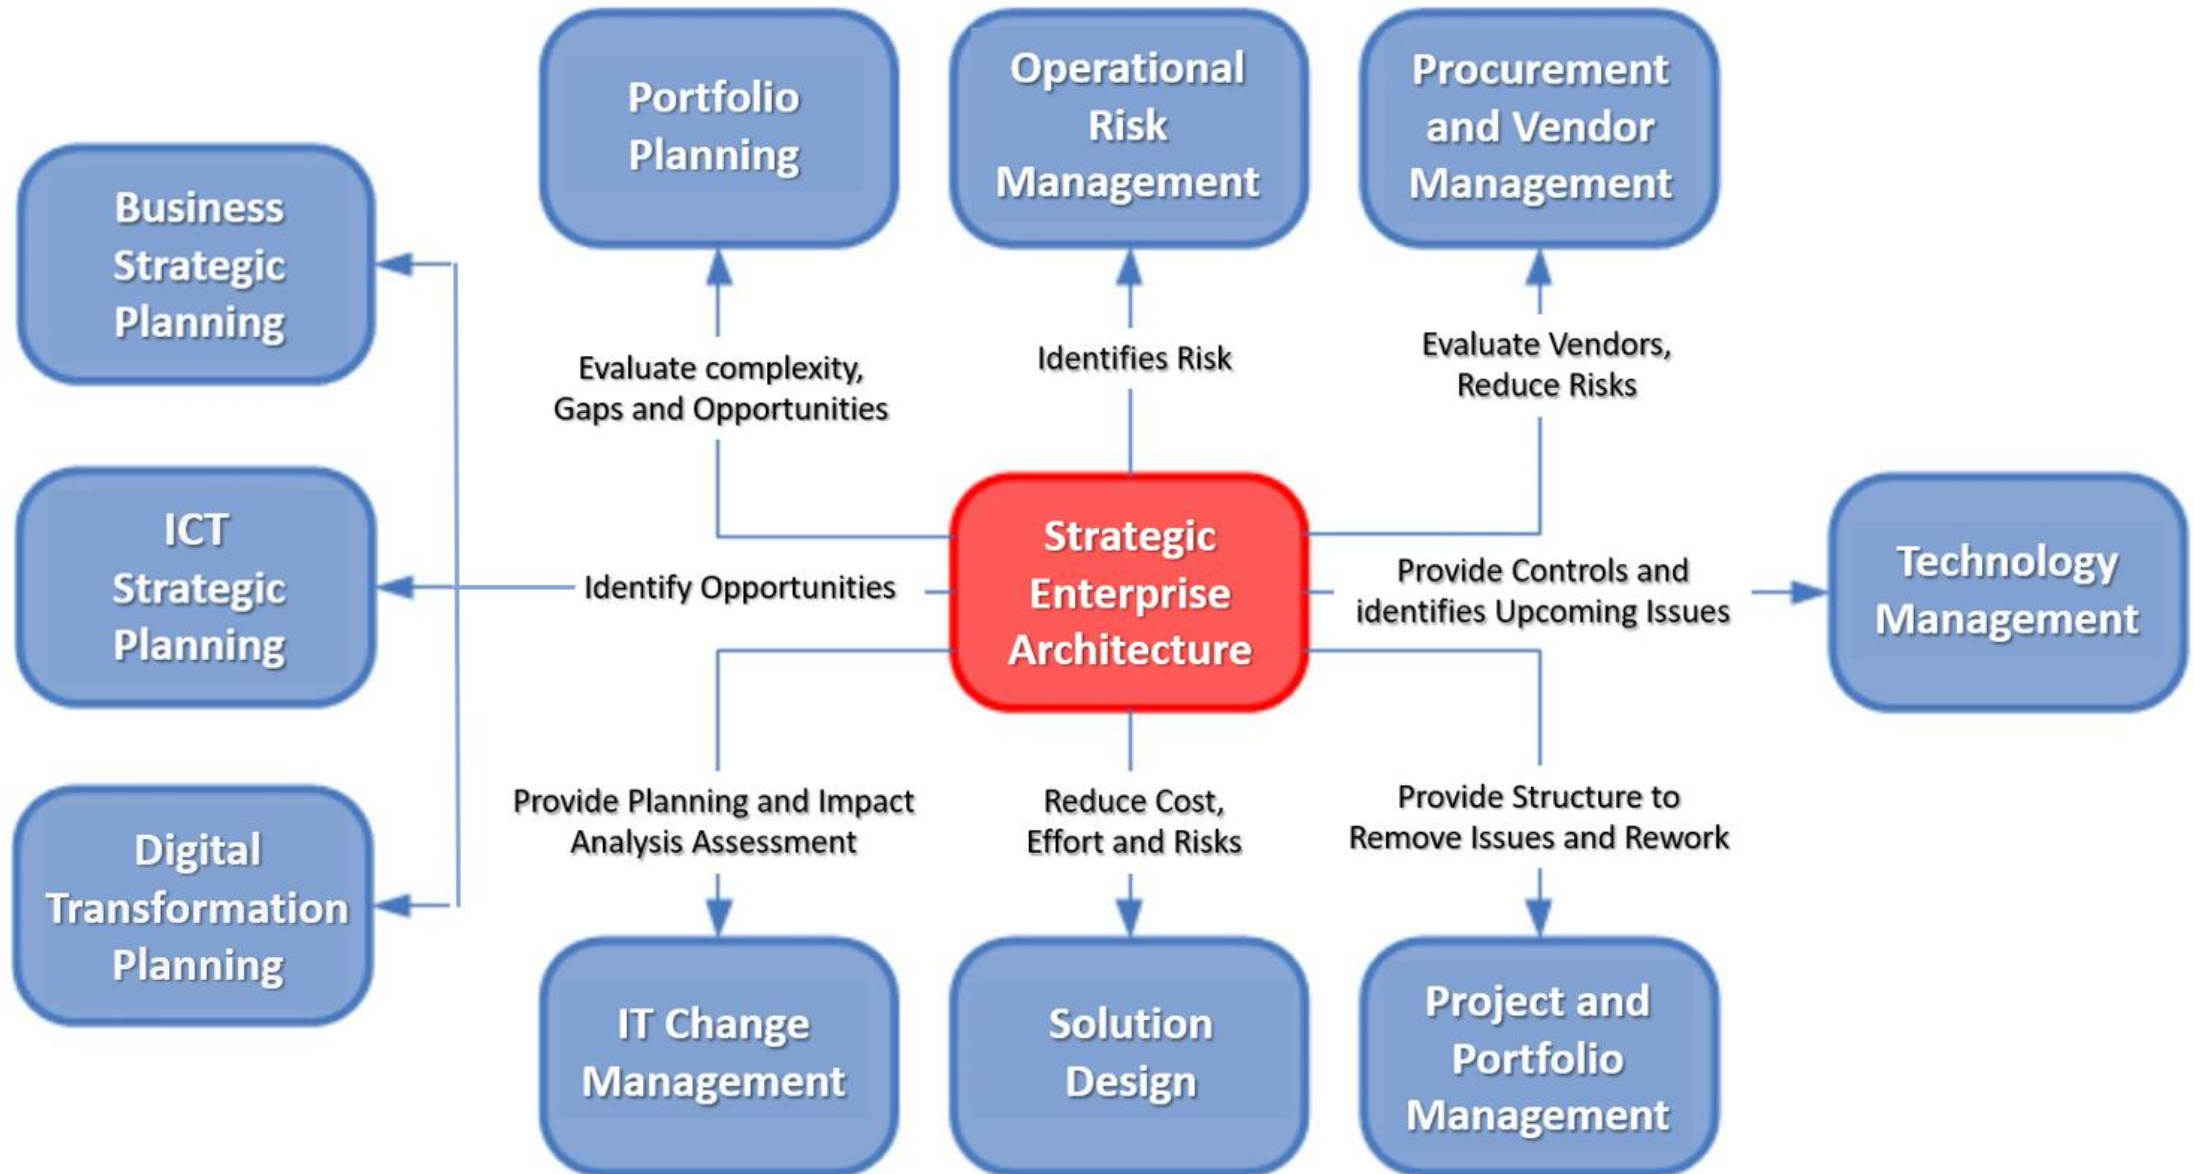 Portfolio
Planning
Operational
Risk
Management
Procurement
and Vendor
Management
Business
Strategic
Planning
Evaluate complexity,
Gaps and Opportunities
Identifies Risk
Evaluate Vendors,
Reduce Risks
ICT
Strategic
Planning
Identify Opportunities
Strategic
Enterprise
Architecture
Provide Controls and
identifies Upcoming Issues
Technology
Management
Digital
Transformation
Planning
Provide Planning and Impact
Analysis Assessment
Reduce Cost,
Effort and Risks
Provide Structure to
Remove Issues and Rework
IT Change
Management
Solution
Design
Project and
Portfolio
Management